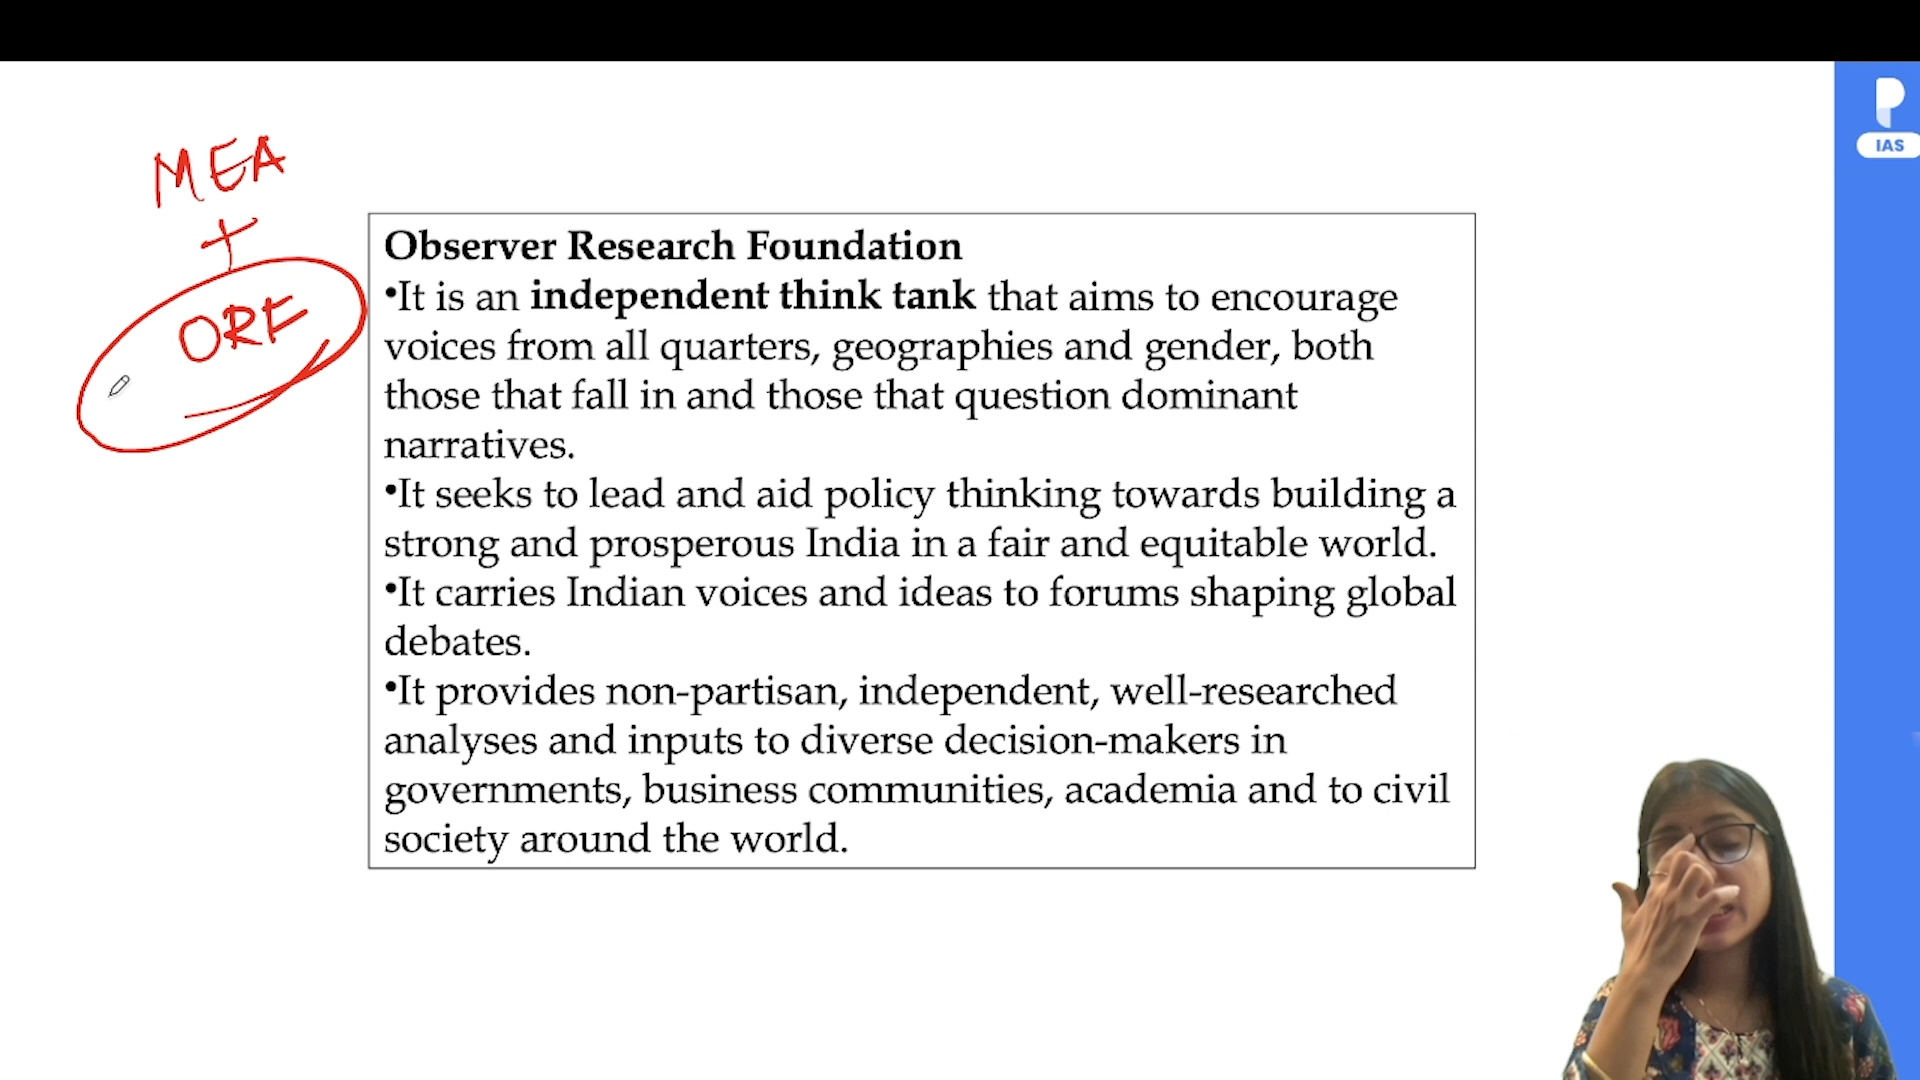 MEA
+
ORF
Observer Research Foundation
•It is an independent think tank that aims to encourage
voices from all quarters, geographies and gender, both
those that fall in and those that question dominant
narratives.
•It seeks to lead and aid policy thinking towards building a
strong and prosperous India in a fair and equitable world.
•It carries Indian voices and ideas to forums shaping global
debates.
•It provides non-partisan, independent, well-researched
analyses and inputs to diverse decision-makers in
governments, business communities, academia and to civil
society around the world.
P
IAS